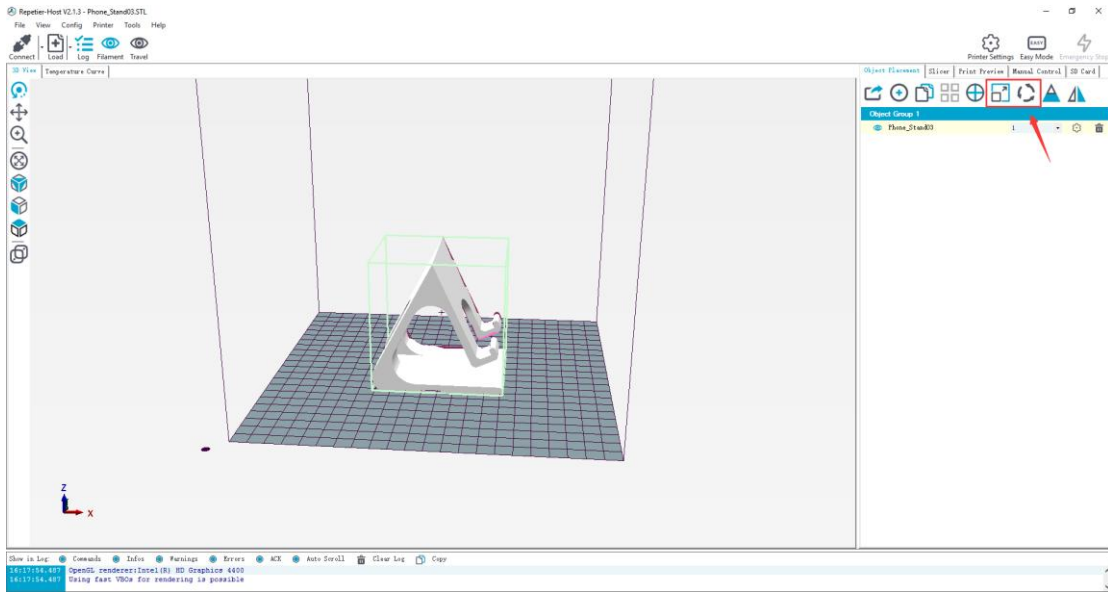 Repetier-Host V2.1.3 - Phone_Stand03.STL
File View Config Printer Tools Help
Connect Load Log Filament Travel Printer Settings Easy Mode Emergency Stop
EASY
3D View Temperature Curve Object Placement Slicer Print Preview Manual Control SD Card
Object Group 1
Phone_Stand03 1
Z
X
Show in Log: Commands Infos Warnings Errors ACK Auto Scroll Clear Log Copy
16:17:54.487 OpenGL renderer:Intel(R) HD Graphics 4400
16:17:54.487 Using fast VBOs for rendering is possible